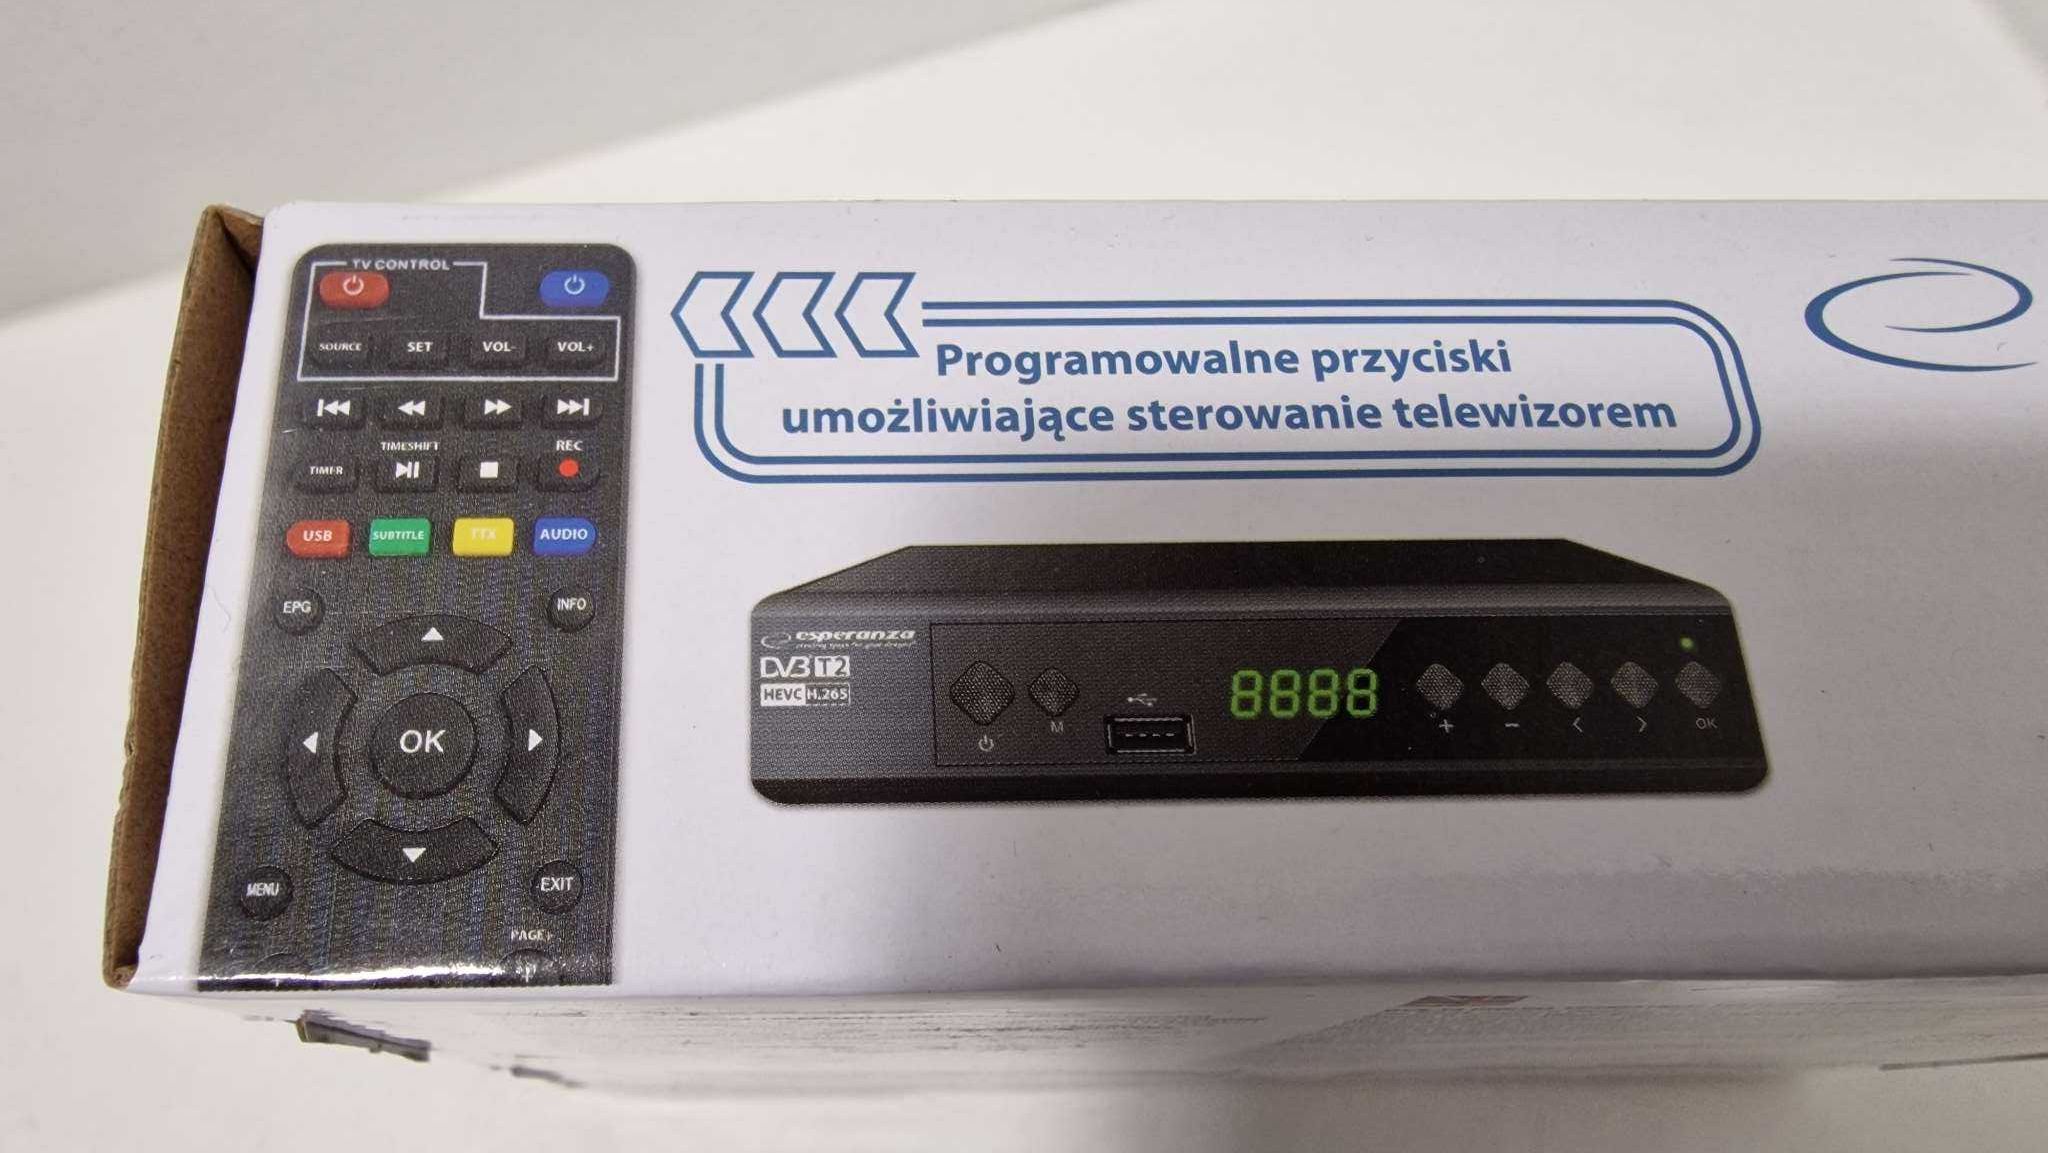 TV CONTROL
SOURCE SET VOL- VOL+
TIMESHIFT REC
TIMER
USB SUBTITLE TTX AUDIO
EPG INFO
OK
MENU EXIT
PAGE+
Programowalne przyciski
umożliwiające sterowanie telewizorem
esperanza
DVB T2
HEVC H.265
M
8888
+ - < > OK